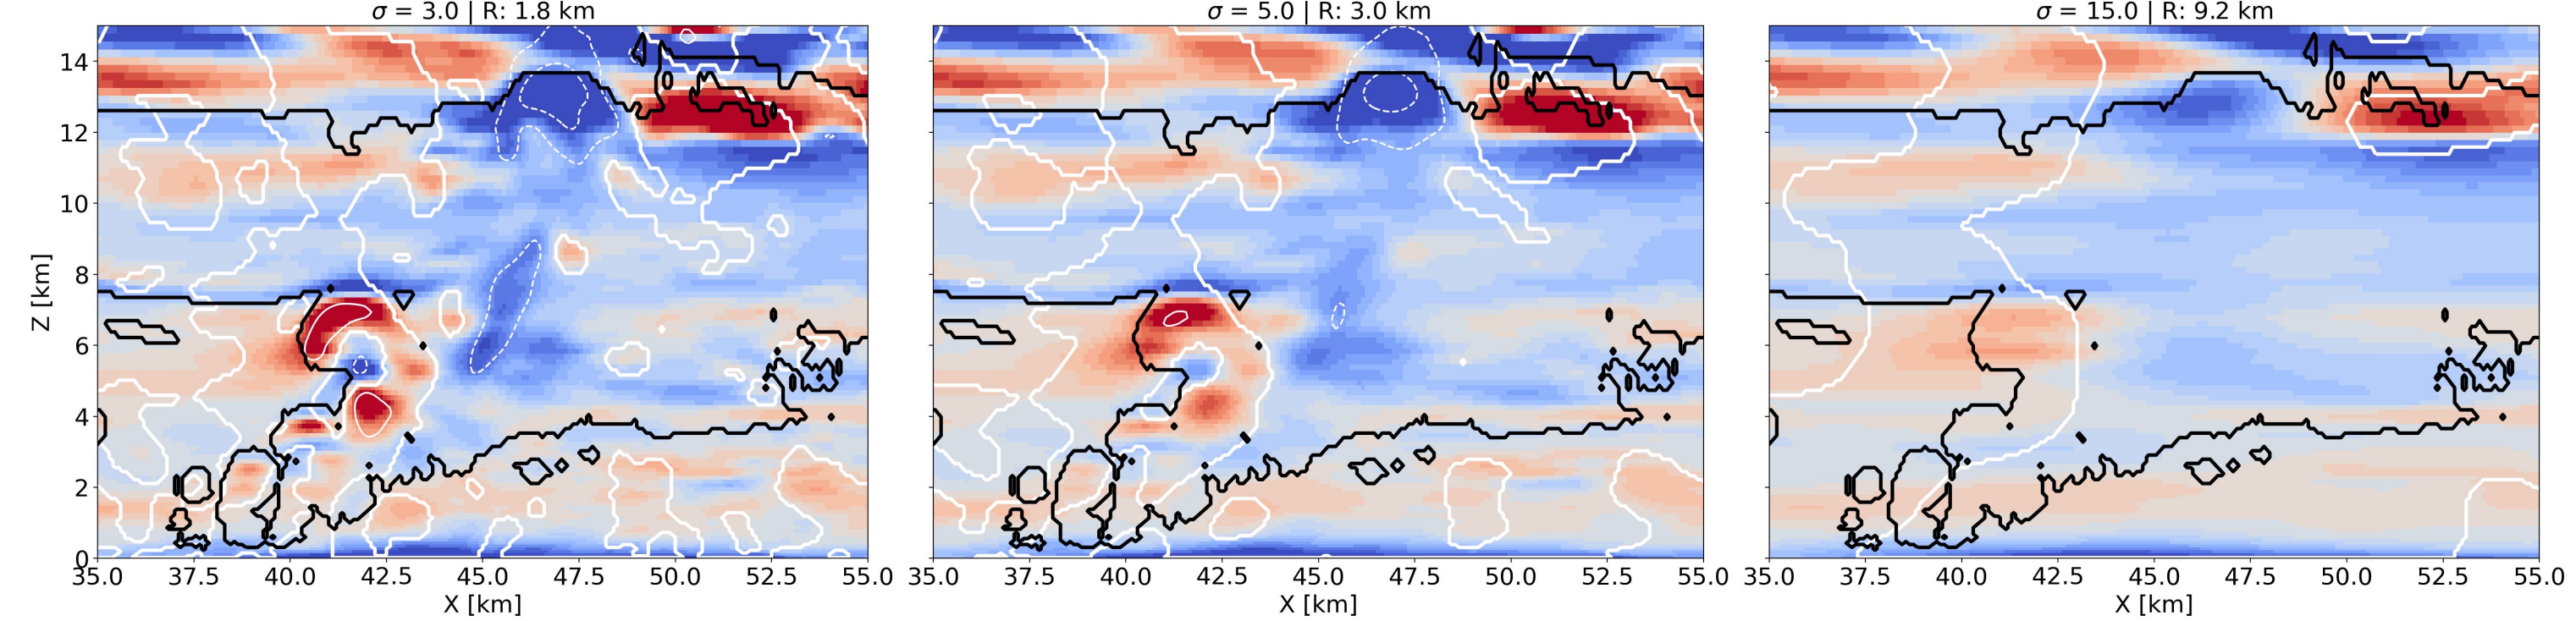 σ = 3.0 | R: 1.8 km
σ = 5.0 | R: 3.0 km
σ = 15.0 | R: 9.2 km
Z [km]
14
12
10
8
6
4
2
0
35.0 37.5 40.0 42.5 45.0 47.5 50.0 52.5 55.0
35.0 37.5 40.0 42.5 45.0 47.5 50.0 52.5 55.0
35.0 37.5 40.0 42.5 45.0 47.5 50.0 52.5 55.0
X [km]
X [km]
X [km]